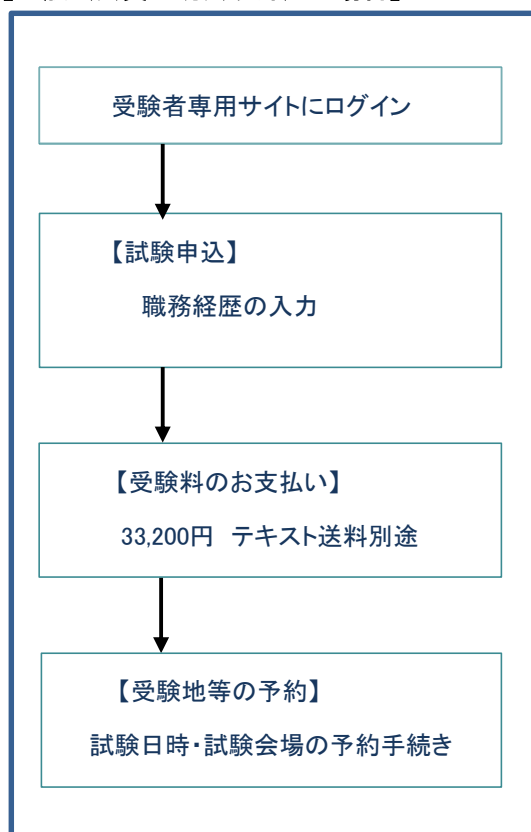 受験者専用サイトにログイン
【試験申込】
職務経歴の入力
【受験料のお支払い】
33,200円　テキスト送料別途
【受験地等の予約】
試験日時・試験会場の予約手続き